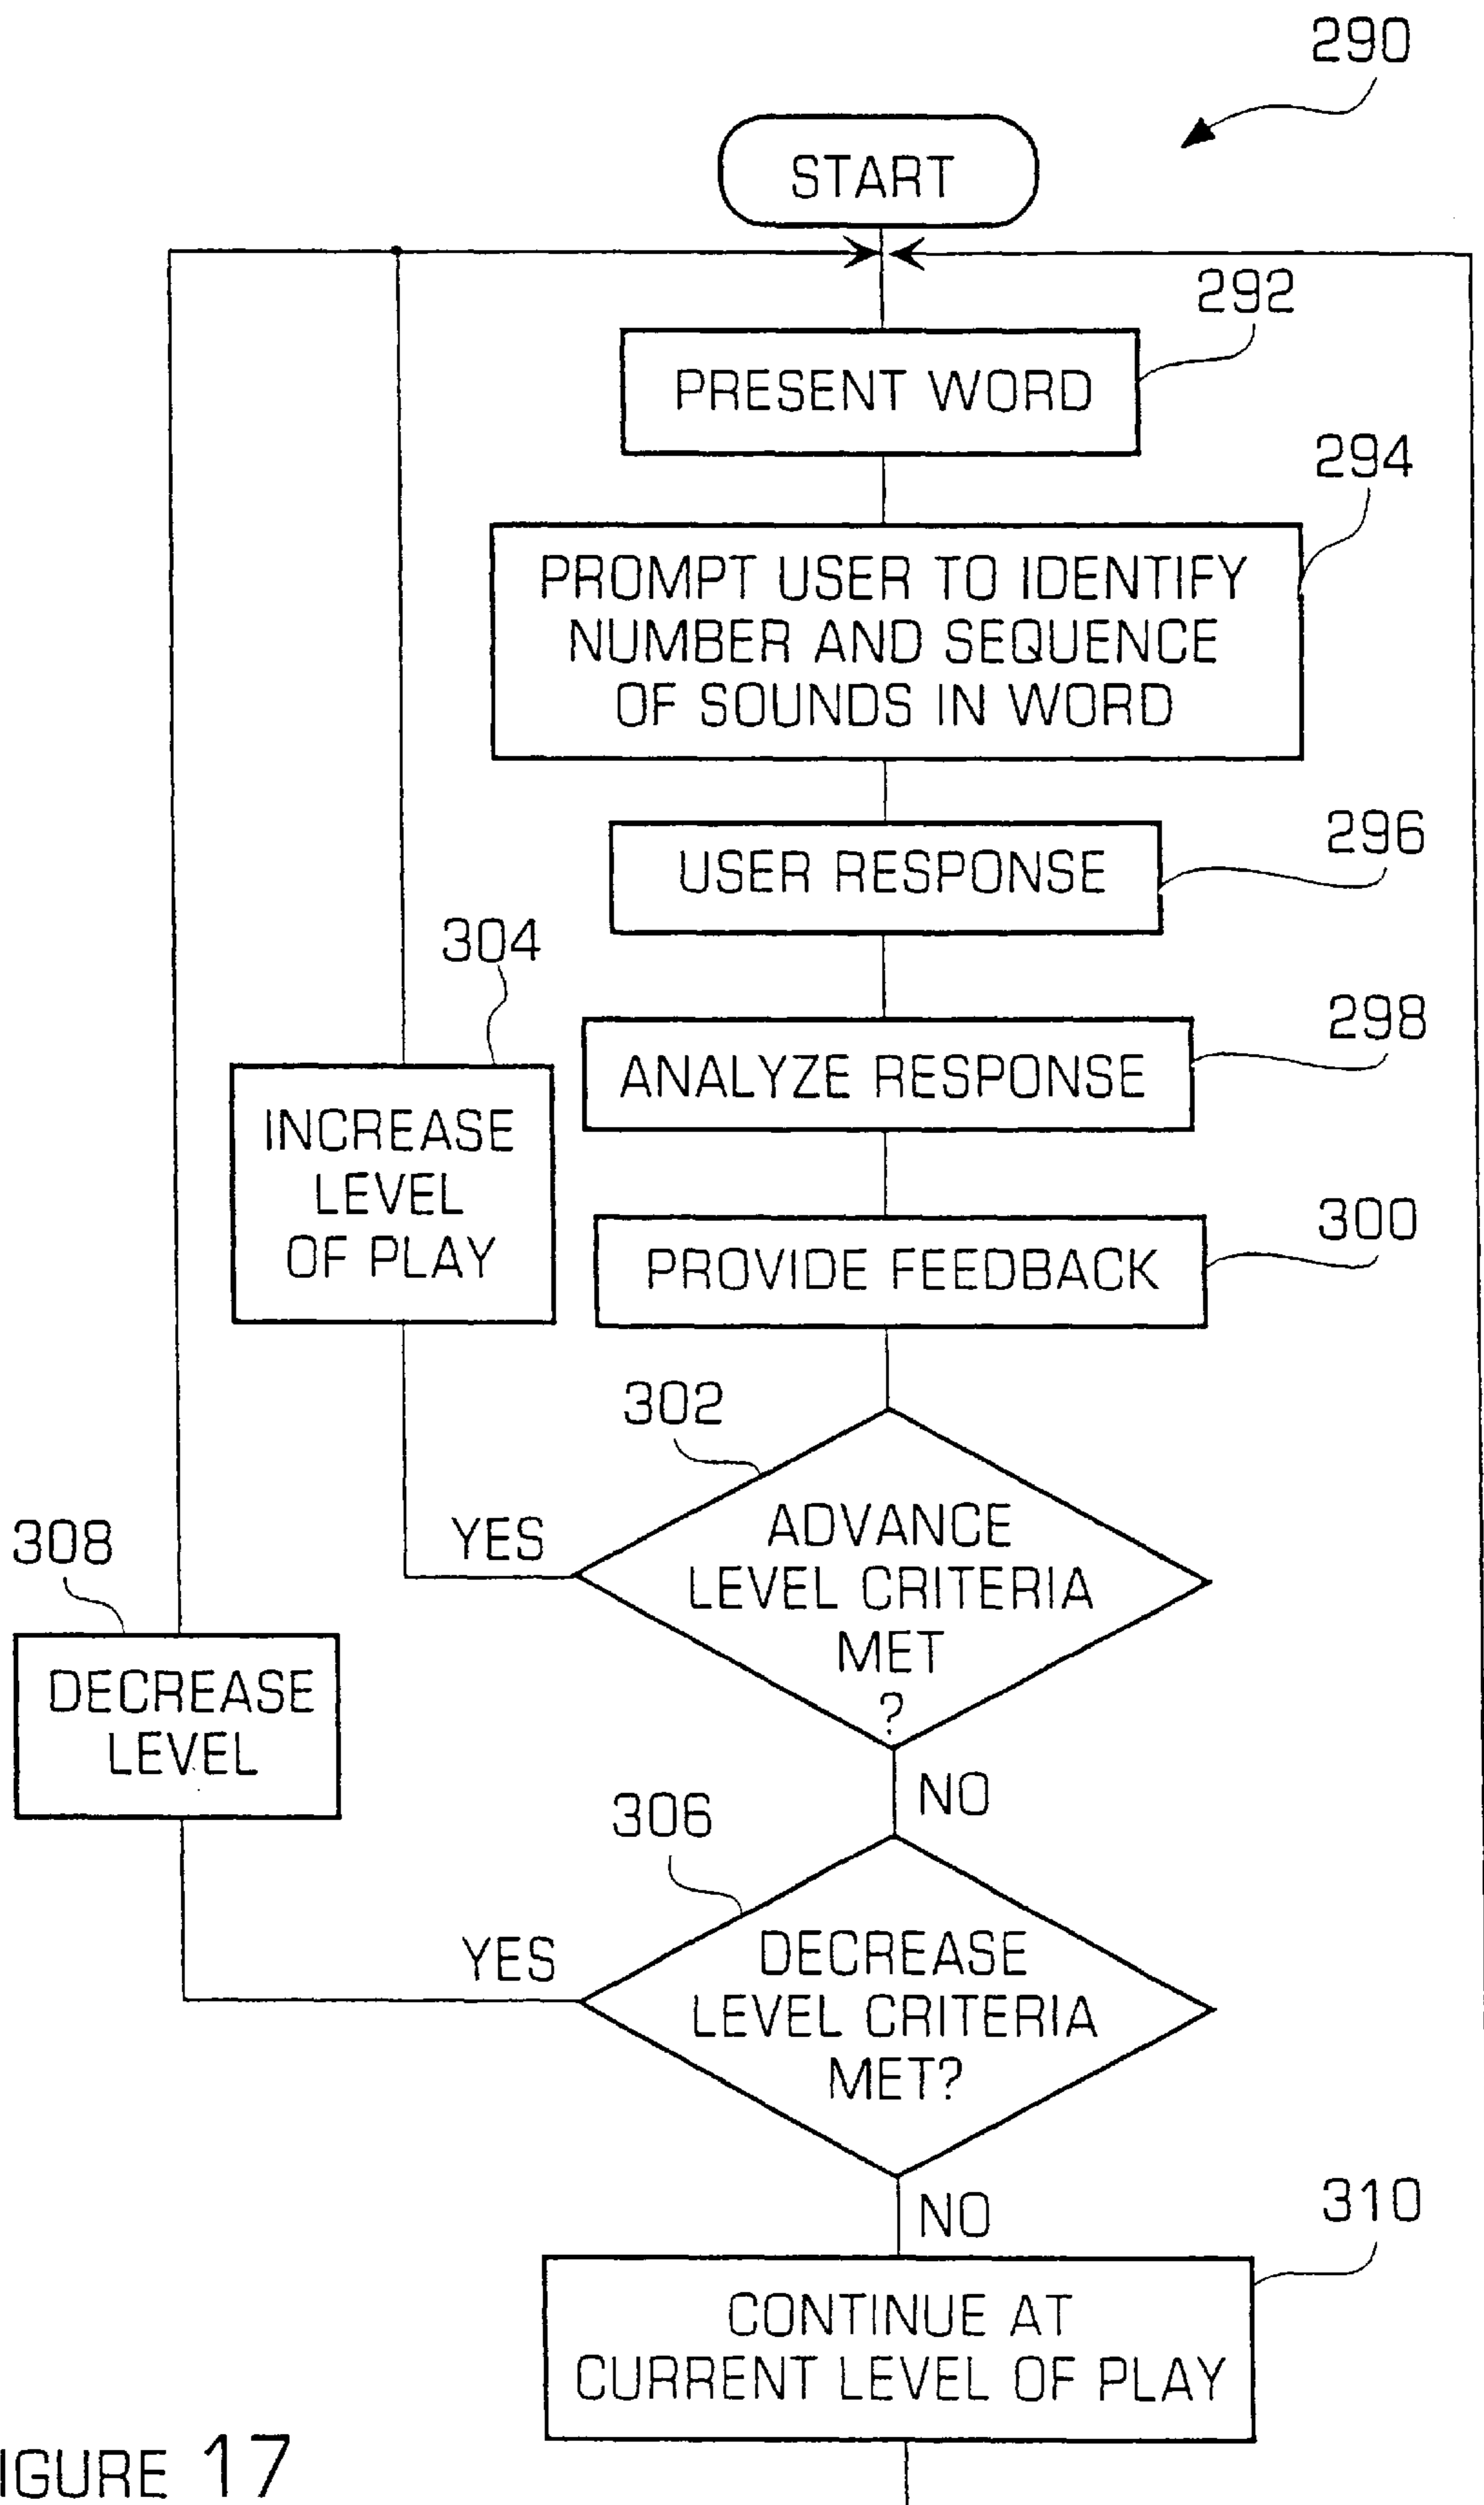 290
START
292
PRESENT WORD
294
PROMPT USER TO IDENTIFY
NUMBER AND SEQUENCE
OF SOUNDS IN WORD
296
USER RESPONSE
298
ANALYZE RESPONSE
304
INCREASE
LEVEL
OF PLAY
300
PROVIDE FEEDBACK
302
ADVANCE
LEVEL CRITERIA
MET
?
YES
308
DECREASE
LEVEL
NO
306
DECREASE
LEVEL CRITERIA
MET?
YES
NO
310
CONTINUE AT
CURRENT LEVEL OF PLAY
IGURE 17